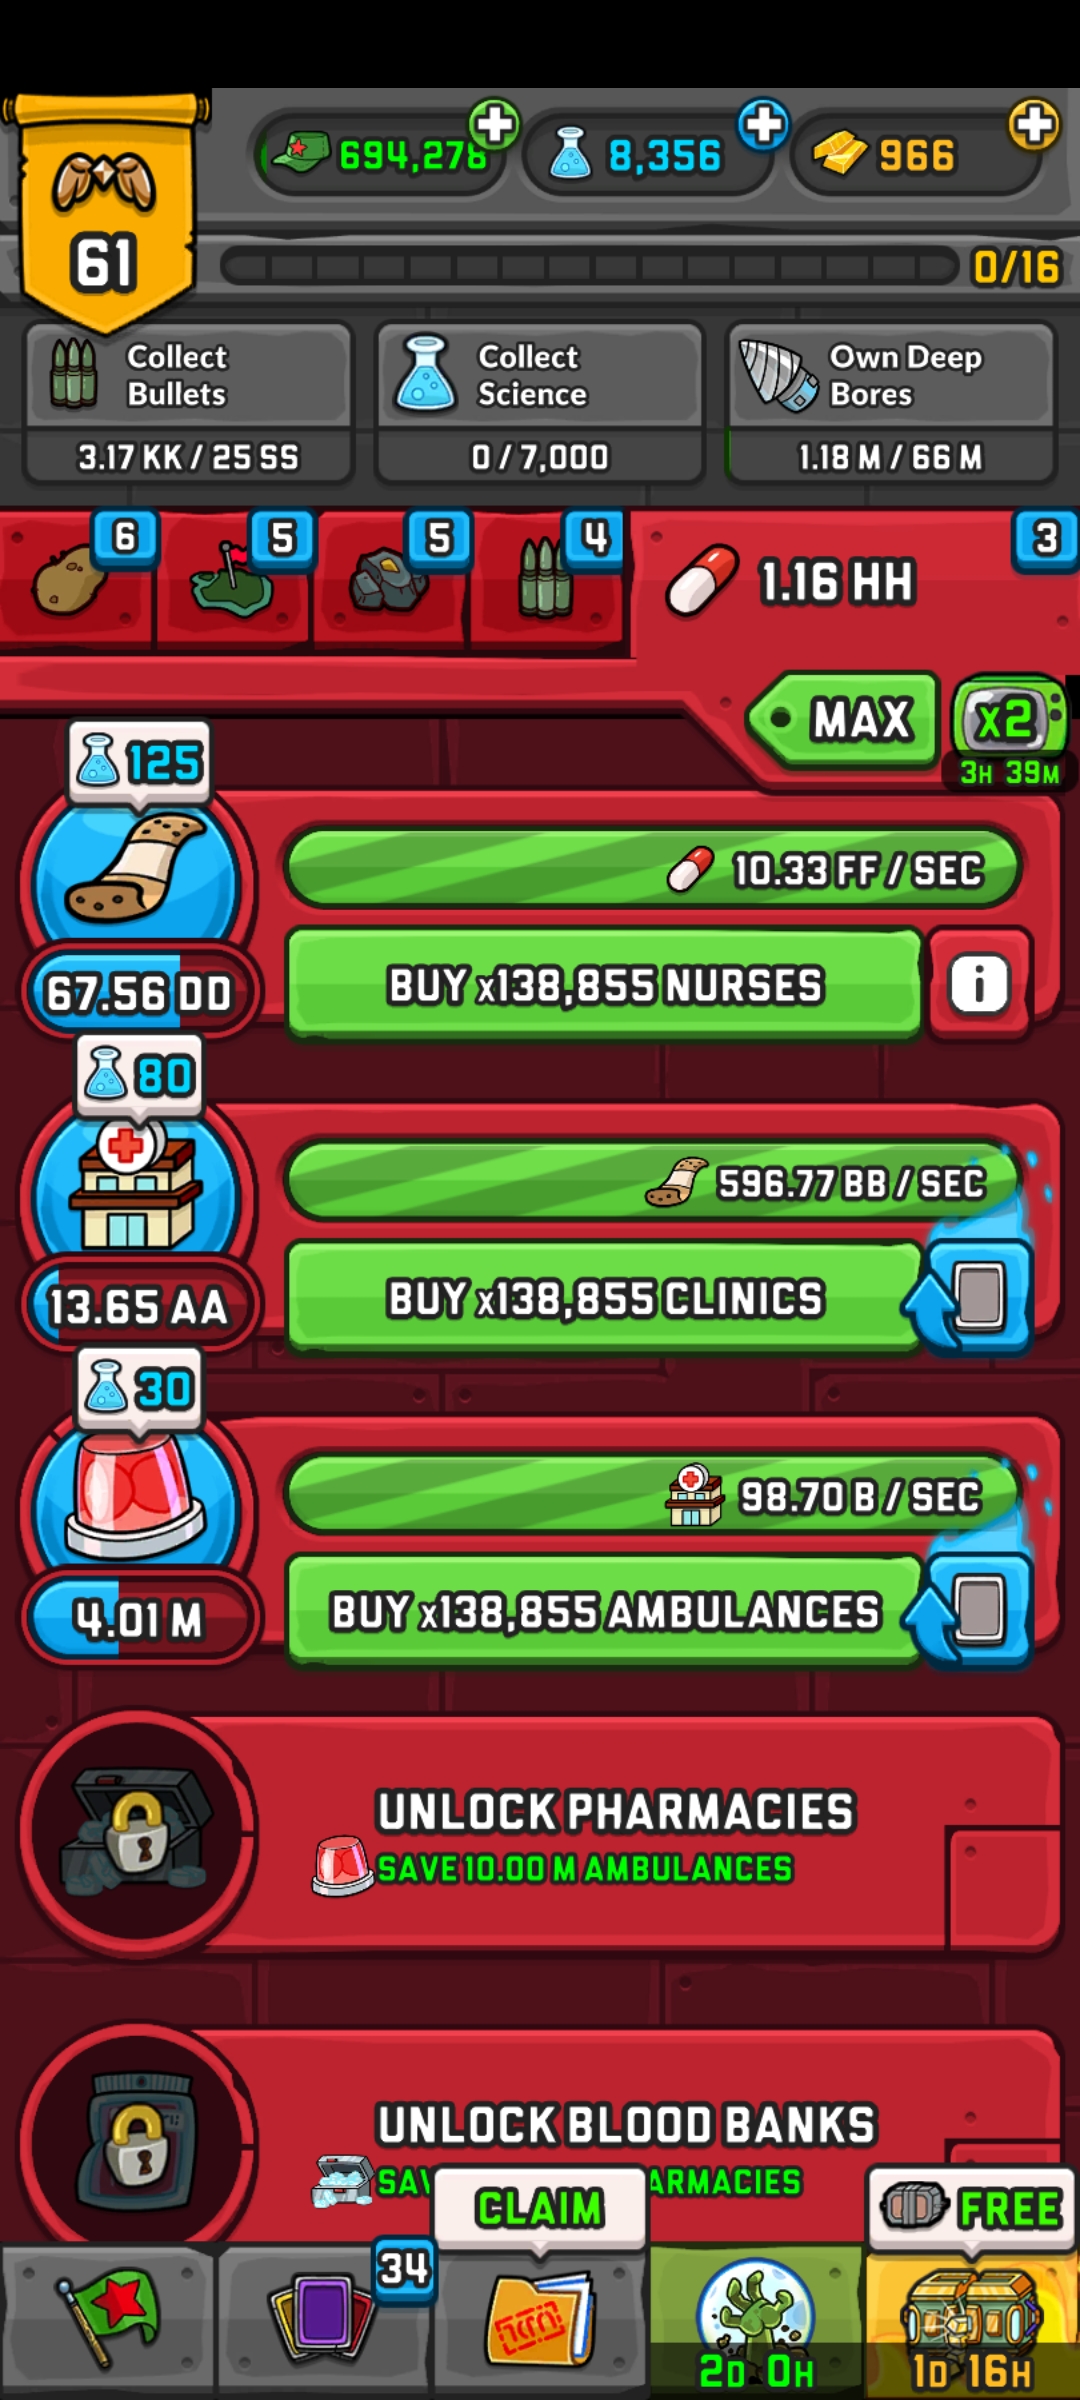 694,278
8,356
966
61
0/16
Collect
Bullets
3.17 KK / 25 SS
Collect
Science
0 / 7,000
Own Deep
Bores
1.18 M / 66 M
6
5
5
4
1.16 HH
3
MAX
x2
3H 39M
125
10.33 FF / SEC
67.56 DD
BUY x138,855 NURSES
i
80
596.77 BB / SEC
13.65 AA
BUY x138,855 CLINICS
30
98.70 B / SEC
4.01 M
BUY x138,855 AMBULANCES
UNLOCK PHARMACIES
SAVE 10.00 M AMBULANCES
UNLOCK BLOOD BANKS
CLAIM
FREE
34
2D 0H
1D 16H